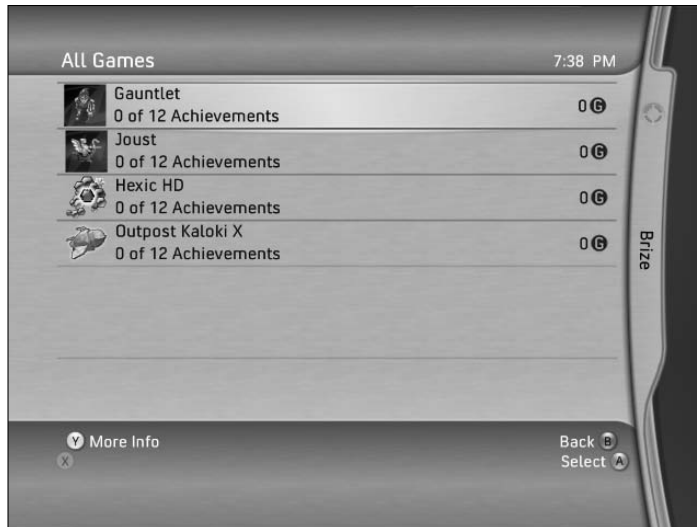 All Games 7:38 PM
Gauntlet
0 of 12 Achievements 0 G
Joust
0 of 12 Achievements 0 G
Hexic HD
0 of 12 Achievements 0 G
Outpost Kaloki X
0 of 12 Achievements 0 G
Brize
Y More Info Back B
X Select A